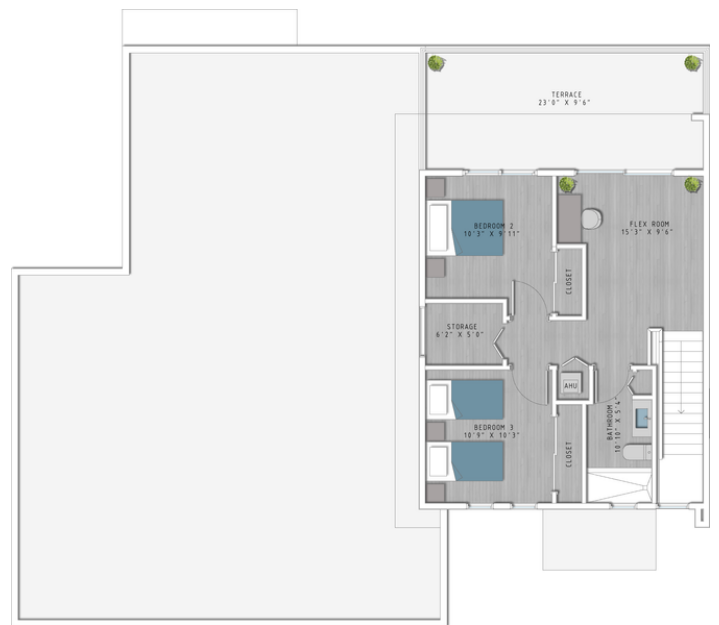 TERRACE
23'0" X 9'6"
BEDROOM 2
10'3" X 9'11"
FLEX ROOM
15'3" X 9'6"
CLOSET
STORAGE
6'2" X 5'0"
AHU
BEDROOM 3
10'9" X 10'3"
CLOSET
BATHROOM
10'10" X 5'4"